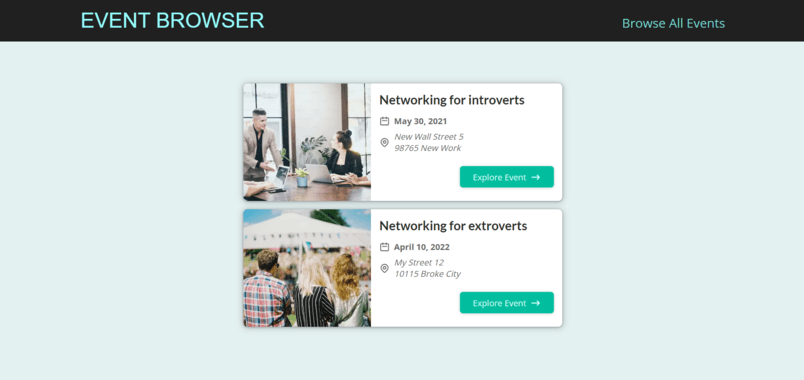 EVENT BROWSER
Browse All Events
Networking for introverts
May 30, 2021
New Wall Street 5
98765 New Work
Explore Event →
Networking for extroverts
April 10, 2022
My Street 12
10115 Broke City
Explore Event →